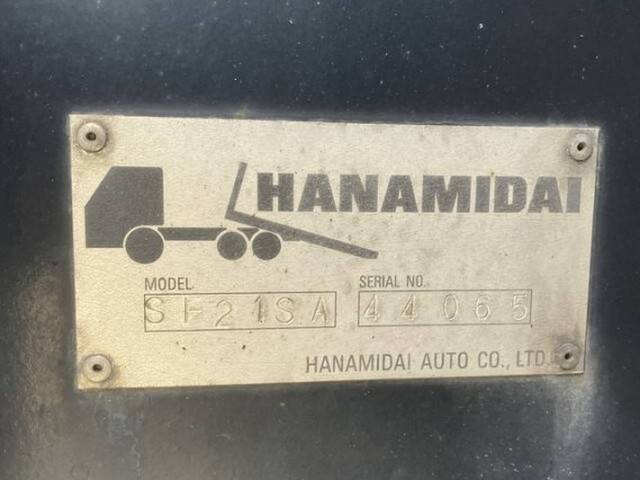 HANAMIDAI
MODEL SERIAL NO.
SF21SA 44065
HANAMIDAI AUTO CO., LTD.